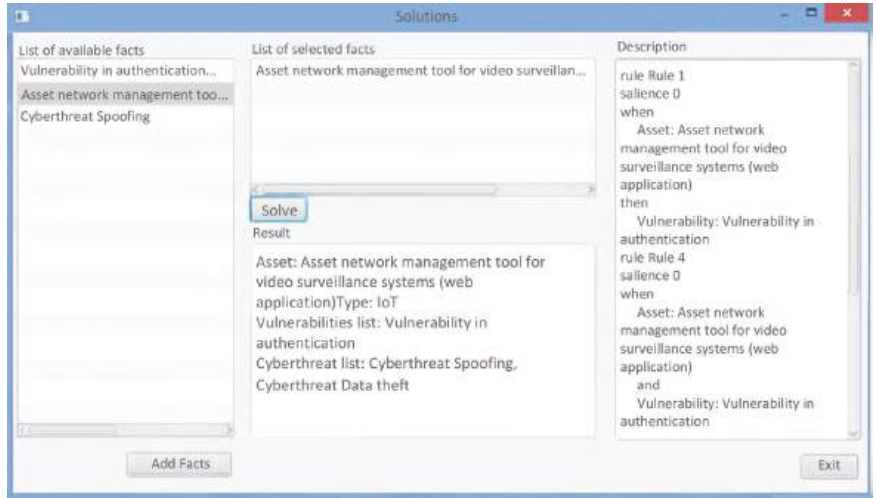 Solutions
List of available facts
Vulnerability in authentication...
Asset network management too...
Cyberthreat Spoofing
Add Facts
List of selected facts
Asset network management tool for video surveillan...
Solve
Result
Asset: Asset network management tool for
video surveillance systems (web
application)Type: IoT
Vulnerabilities list: Vulnerability in
authentication
Cyberthreat list: Cyberthreat Spoofing,
Cyberthreat Data theft
Description
rule Rule 1
salience 0
when
Asset: Asset network
management tool for video
surveillance systems (web
application)
then
Vulnerability: Vulnerability in
authentication
rule Rule 4
salience 0
when
Asset: Asset network
management tool for video
surveillance systems (web
application)
and
Vulnerability: Vulnerability in
authentication
Exit